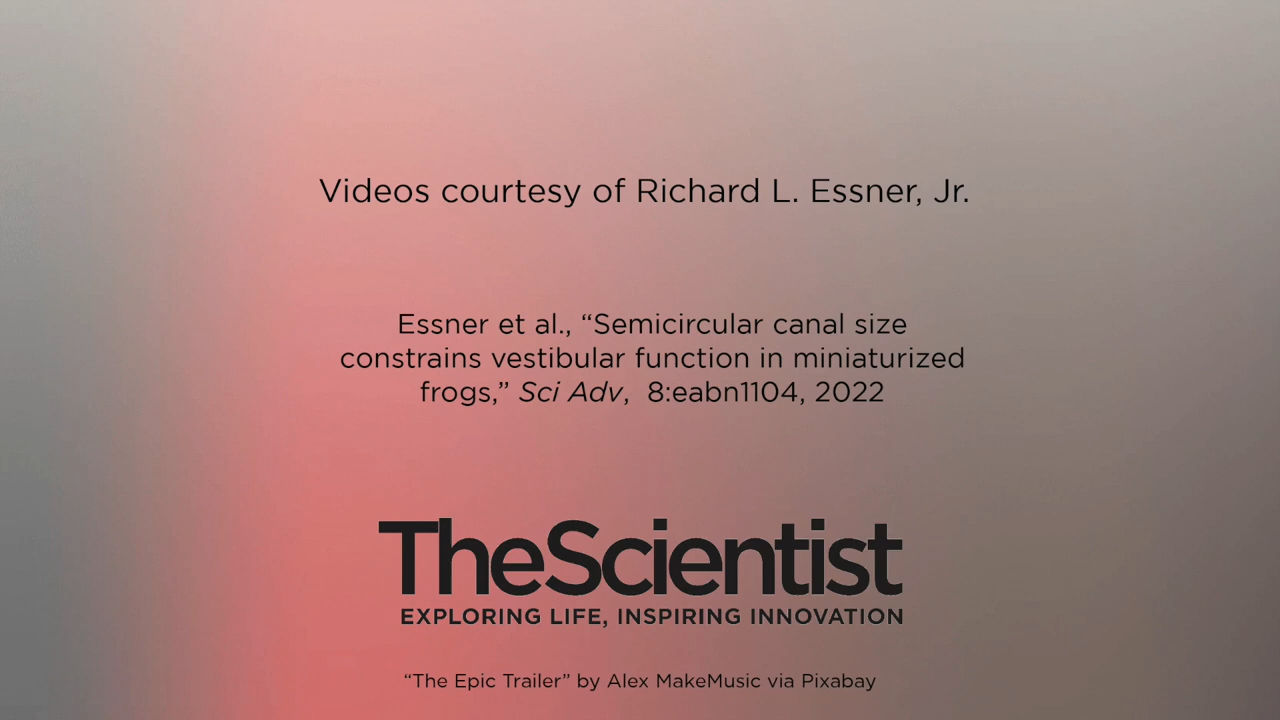 Videos courtesy of Richard L. Essner, Jr.
Essner et al., “Semicircular canal size
constrains vestibular function in miniaturized
frogs,” Sci Adv,  8:eabn1104, 2022
TheScientist
EXPLORING LIFE, INSPIRING INNOVATION
“The Epic Trailer” by Alex MakeMusic via Pixabay